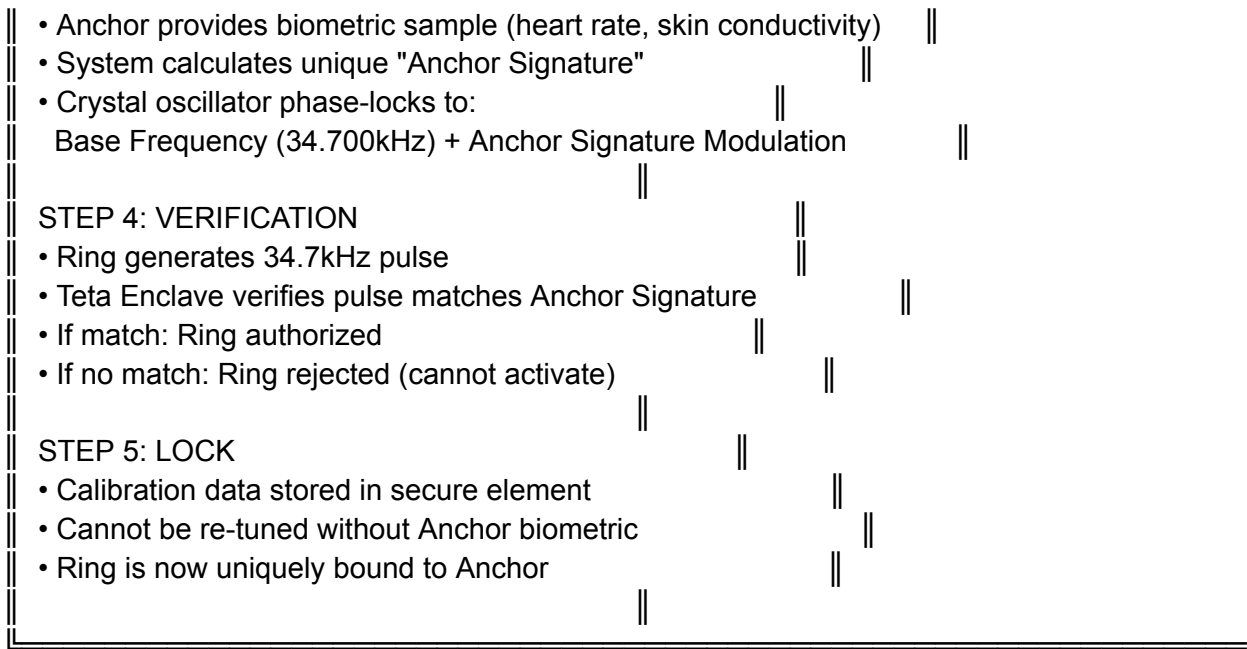 ║ • Anchor provides biometric sample (heart rate, skin conductivity) ║
║ • System calculates unique "Anchor Signature" ║
║ • Crystal oscillator phase-locks to: ║
║ Base Frequency (34.700kHz) + Anchor Signature Modulation ║
║ ║
║ STEP 4: VERIFICATION ║
║ • Ring generates 34.7kHz pulse ║
║ • Teta Enclave verifies pulse matches Anchor Signature ║
║ • If match: Ring authorized ║
║ • If no match: Ring rejected (cannot activate) ║
║ ║
║ STEP 5: LOCK ║
║ • Calibration data stored in secure element ║
║ • Cannot be re-tuned without Anchor biometric ║
║ • Ring is now uniquely bound to Anchor ║
║ ║